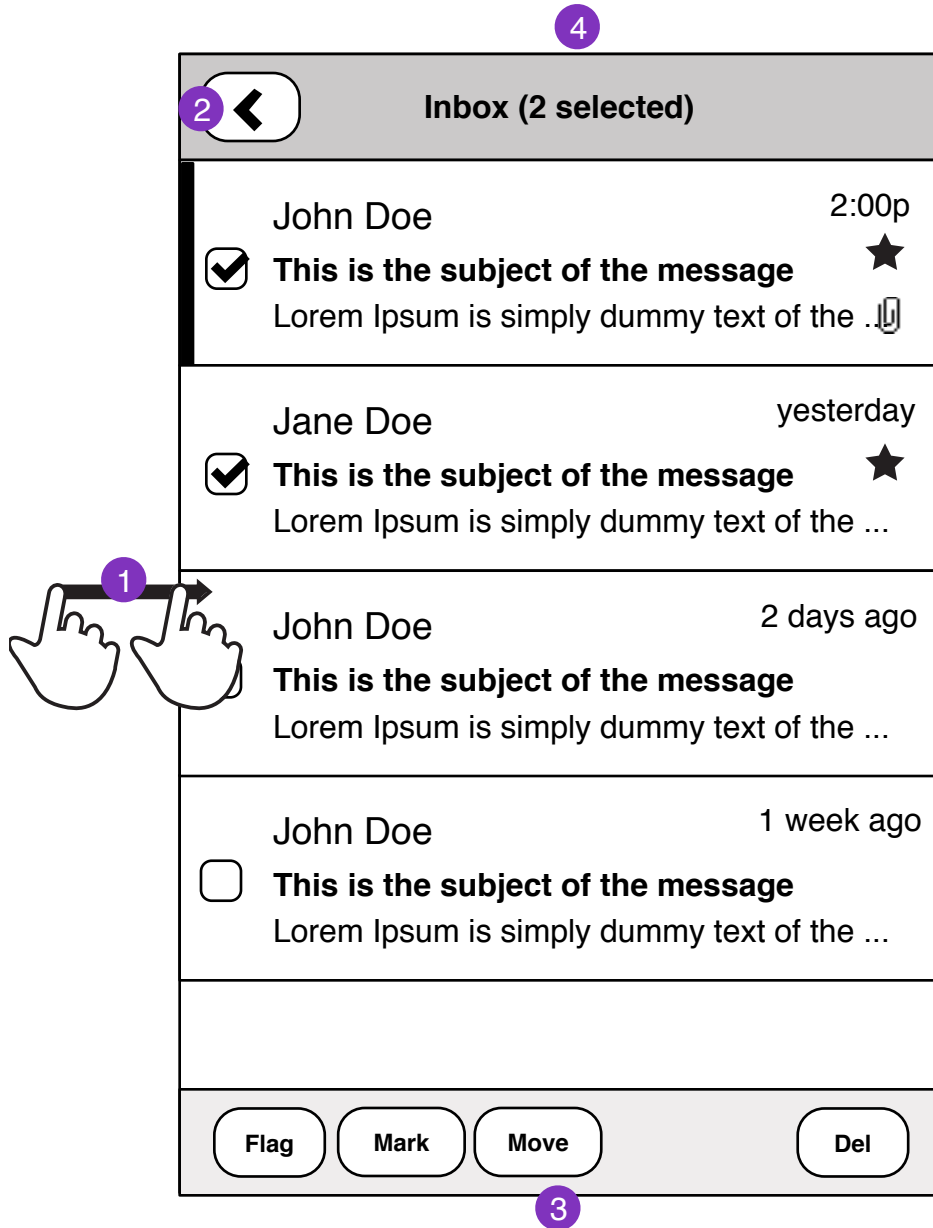 4
2
Inbox (2 selected)
John Doe
2:00p
This is the subject of the message
Lorem Ipsum is simply dummy text of the ...
Jane Doe
yesterday
This is the subject of the message
Lorem Ipsum is simply dummy text of the ...
1
John Doe
2 days ago
This is the subject of the message
Lorem Ipsum is simply dummy text of the ...
John Doe
1 week ago
This is the subject of the message
Lorem Ipsum is simply dummy text of the ...
Flag Mark Move Del
3